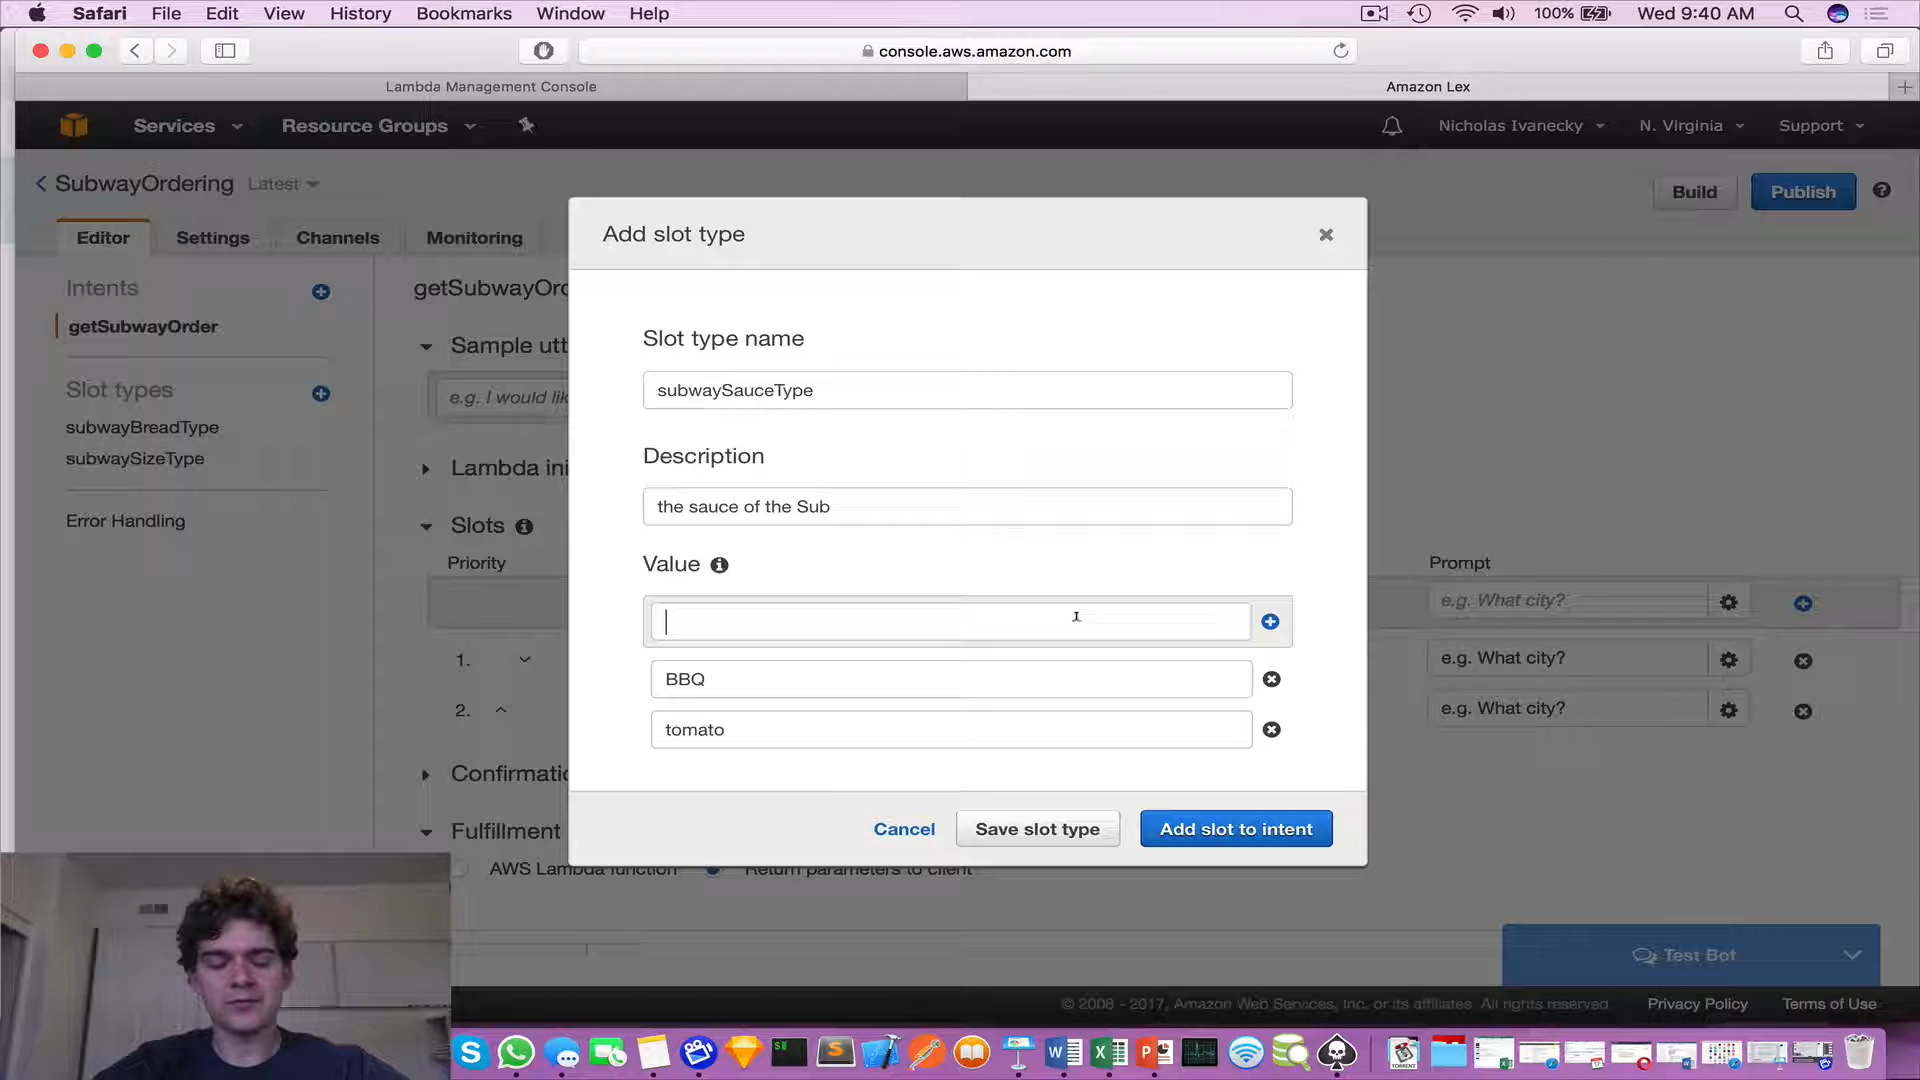 Safari File Edit View History Bookmarks Window Help 100% Wed 9:40 AM
console.aws.amazon.com
Lambda Management Console Amazon Lex
Services Resource Groups Nicholas Ivanecky N. Virginia Support
SubwayOrdering Latest Build Publish
Editor Settings Channels Monitoring
Intents
getSubwayOrder
Slot types
subwayBreadType
subwaySizeType
Error Handling
getSubwayOrd
Sample utt
e.g. I would lik
Lambda ini
Slots
Priority
1.
2.
Confirmatio
Fulfillment
AWS Lambda function Return parameters to client
Add slot type
Slot type name
subwaySauceType
Description
the sauce of the Sub
Value
BBQ
tomato
Cancel Save slot type Add slot to intent
Prompt
e.g. What city?
e.g. What city?
e.g. What city?
Test Bot
© 2008 - 2017, Amazon Web Services, Inc. or its affiliates. All rights reserved. Privacy Policy Terms of Use